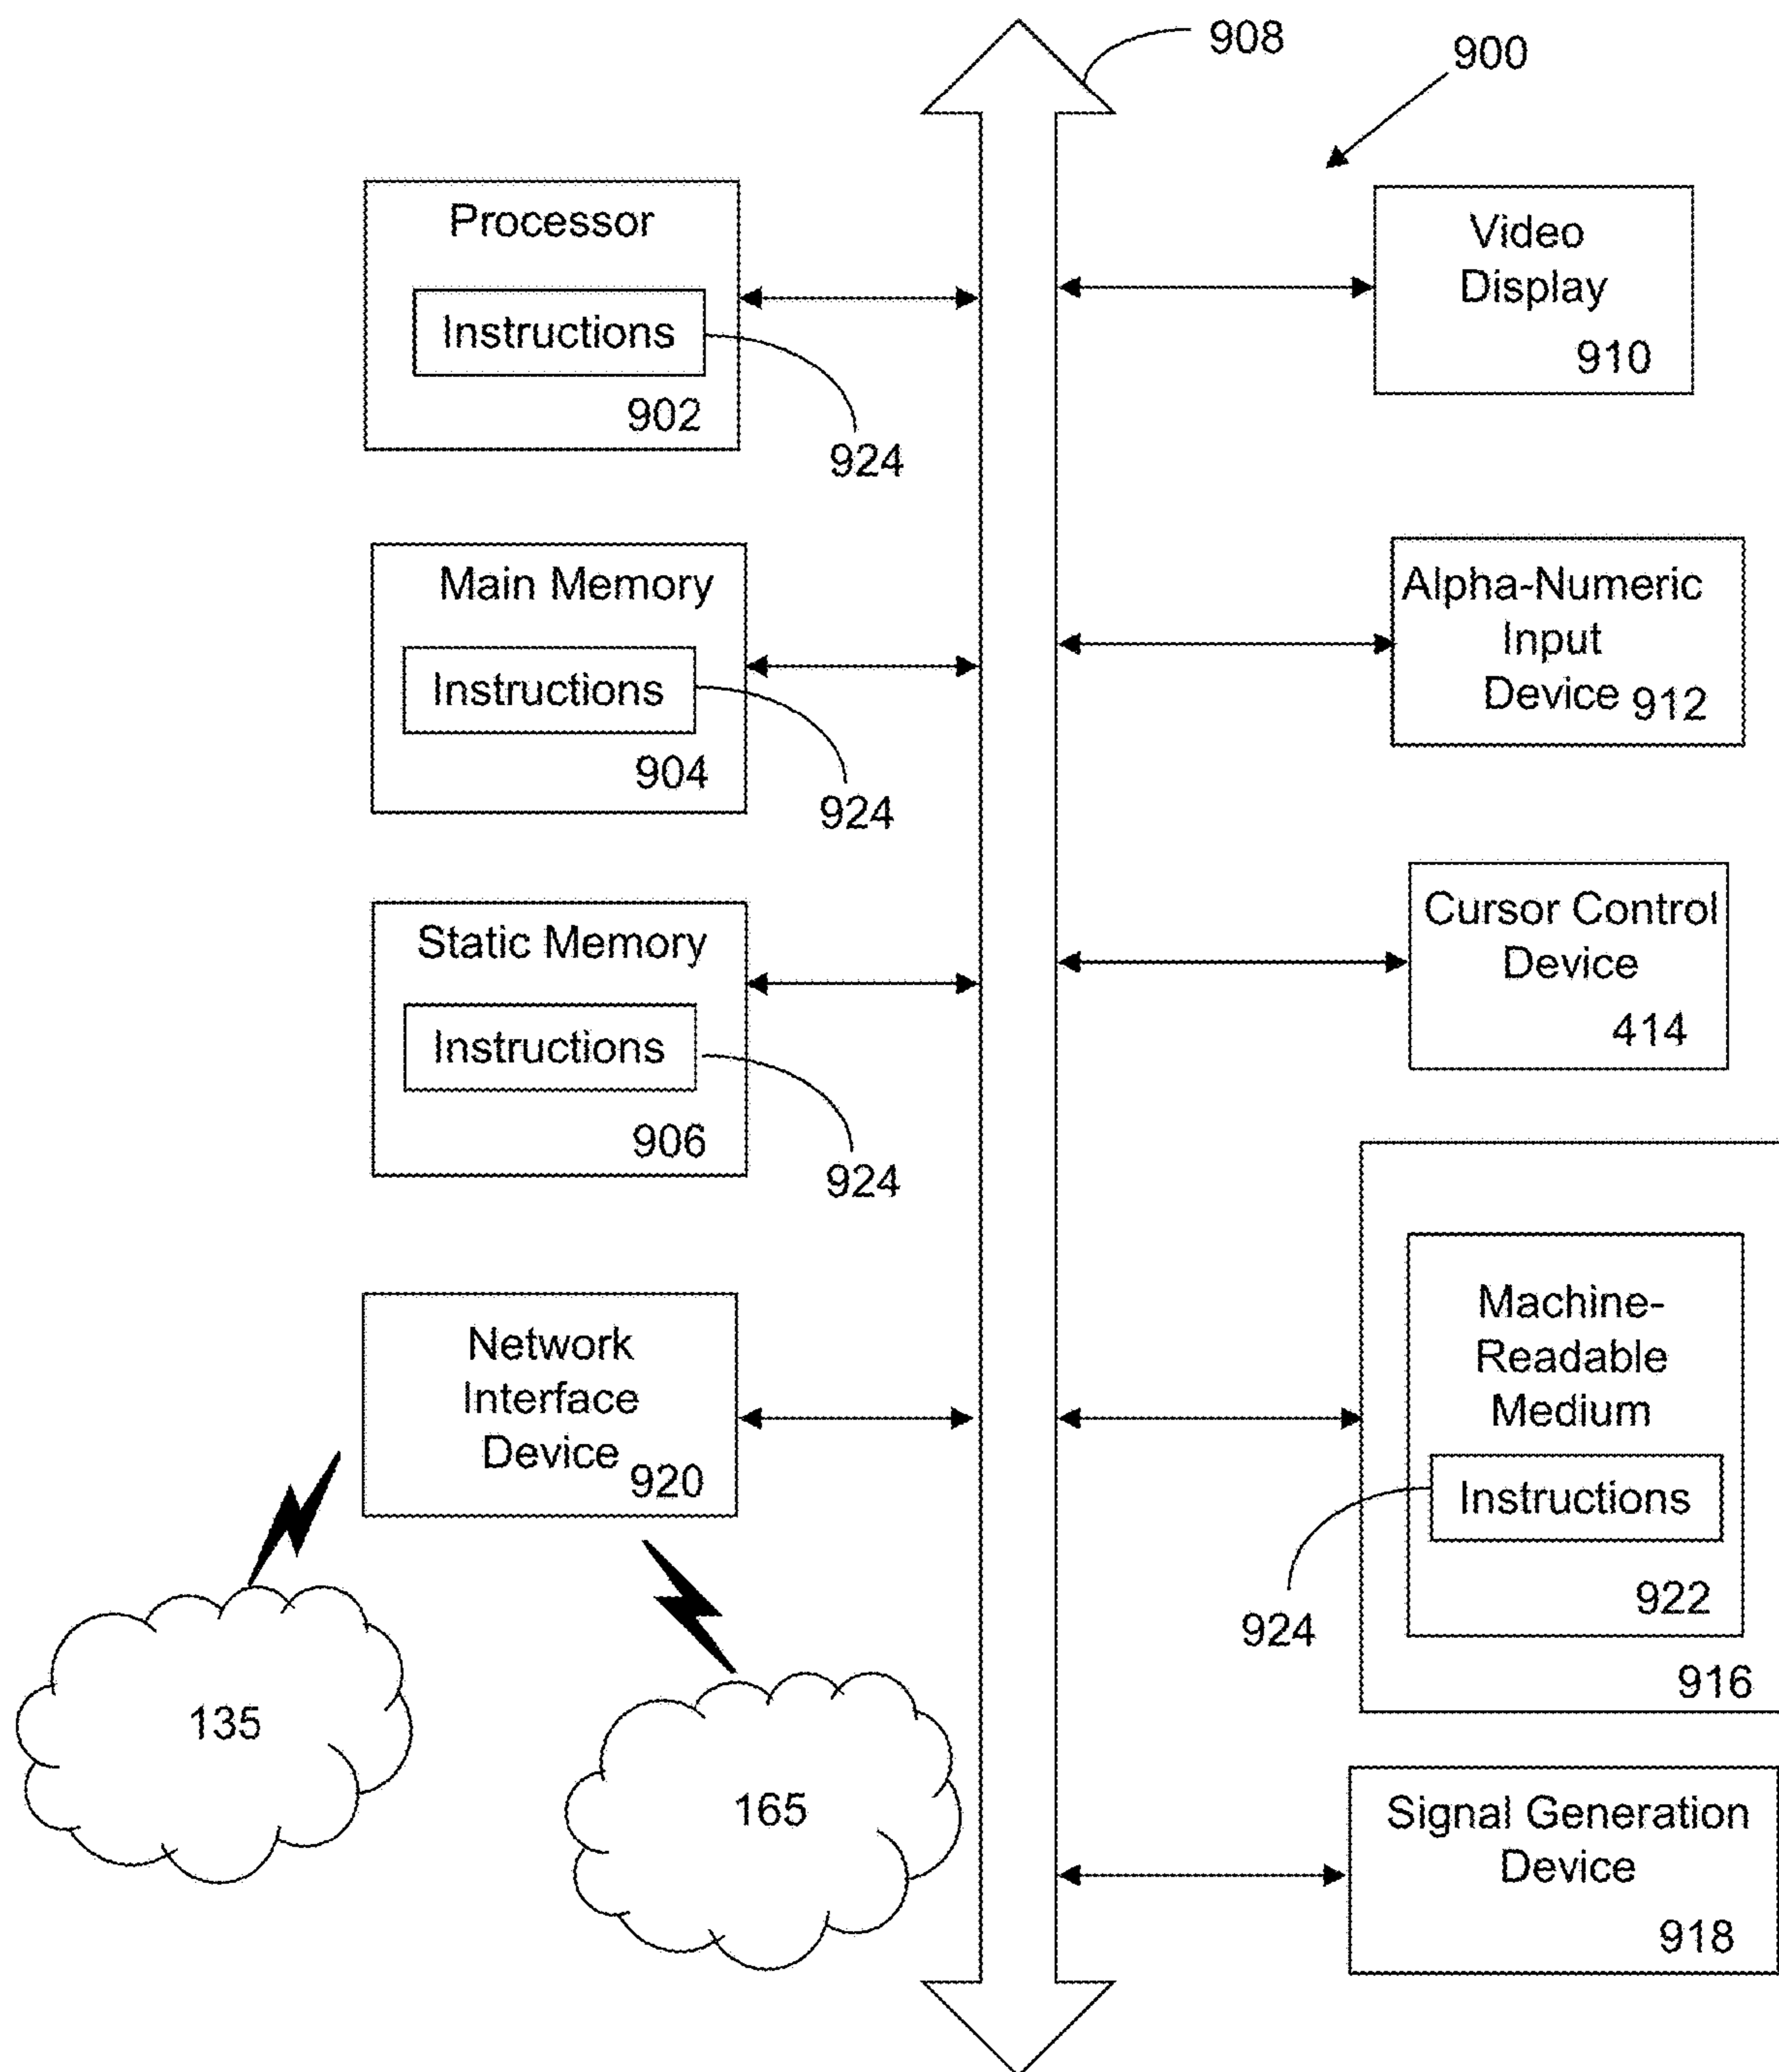 908
900
Processor
Instructions
902
924
Video
Display
910
Main Memory
Instructions
904
924
Alpha-Numeric
Input
Device 912
Static Memory
Instructions
906
924
Cursor Control
Device
414
Network
Interface
Device 920
Machine-
Readable
Medium
Instructions
922
924
916
135
165
Signal Generation
Device
918